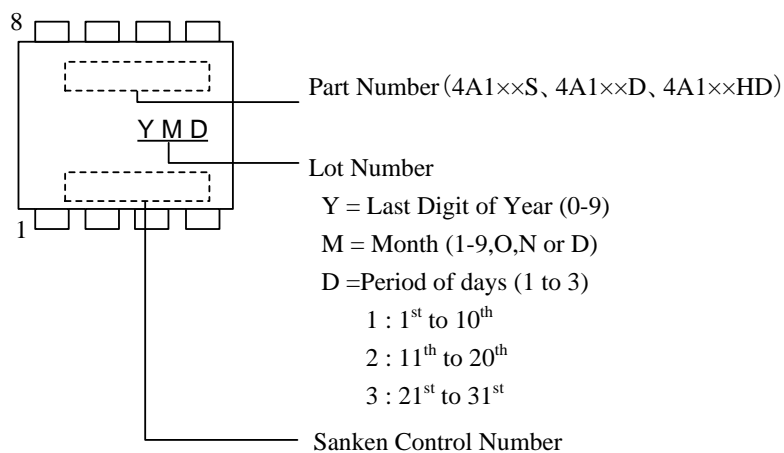 8
Part Number（4A1××S、4A1××D、4A1××HD）
Y M D
Lot Number
1
Y = Last Digit of Year (0-9)
M = Month (1-9,O,N or D)
D =Period of days (1 to 3)
1 : 1st to 10th
2 : 11th to 20th
3 : 21st to 31st
Sanken Control Number